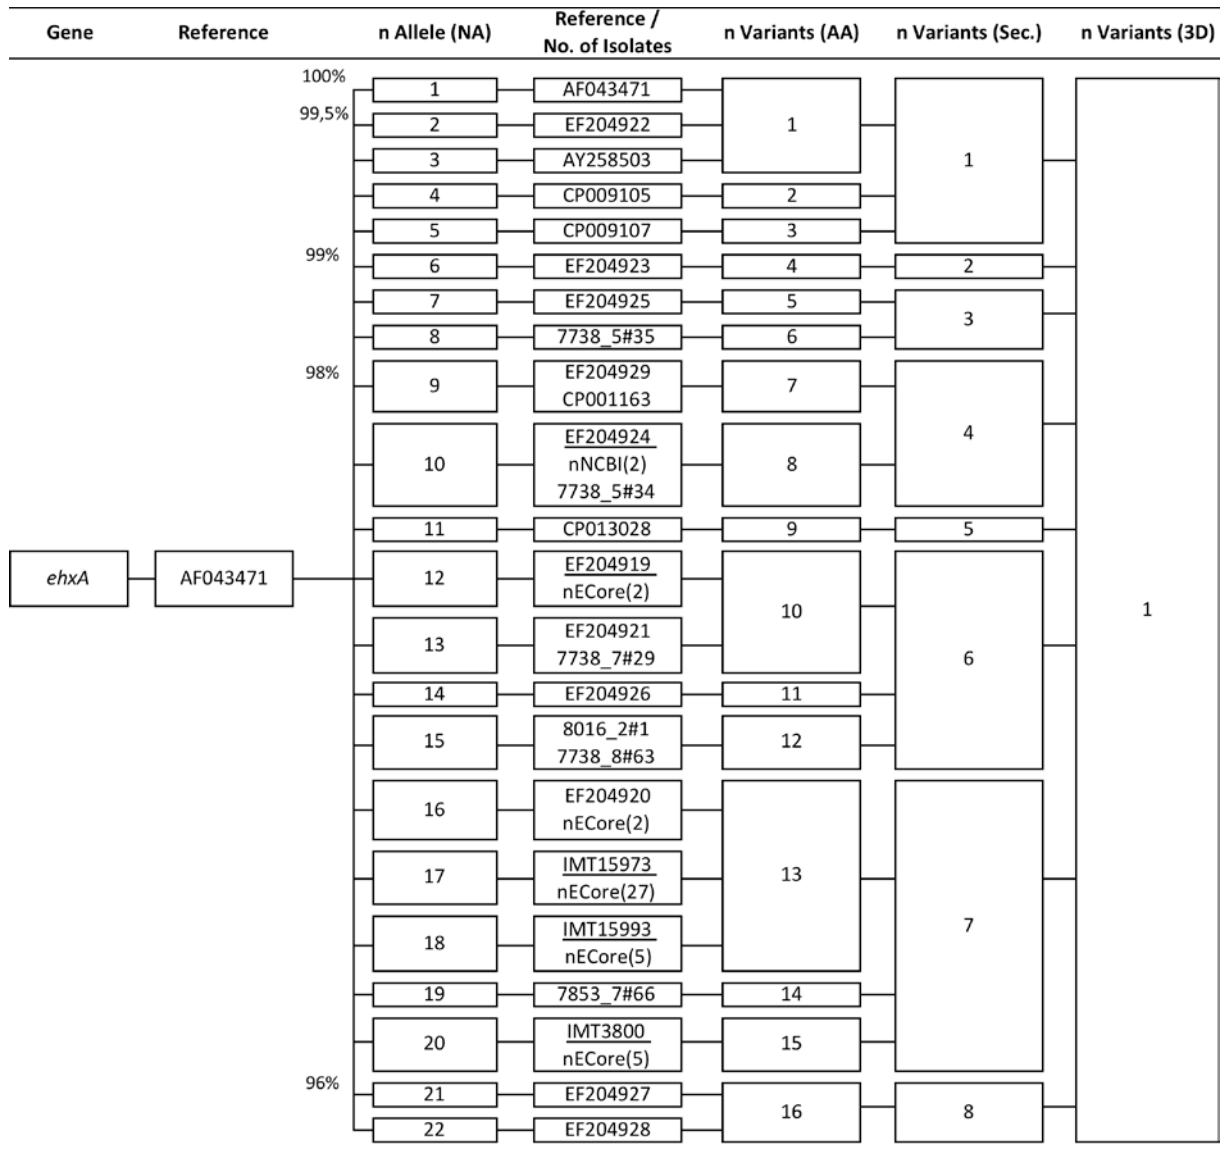 Gene Reference n Allele (NA) Reference / No. of Isolates n Variants (AA) n Variants (Sec.) n Variants (3D)
100%
1 AF043471
99,5%
2 EF204922 1
3 AY258503 1
4 CP009105 2
5 CP009107 3
99%
6 EF204923 4 2
7 EF204925 5
3
8 7738_5#35 6
98%
9 EF204929 7
CP001163
4
EF204924
10 nNCBI(2) 8
7738_5#34
11 CP013028 9 5
ehxA AF043471 12 EF204919
nECore(2)
10 1
13 EF204921
7738_7#29
6
14 EF204926 11
15 8016_2#1 12
7738_8#63
16 EF204920
nECore(2)
17 IMT15973 13
nECore(27)
7
18 IMT15993
nECore(5)
19 7853_7#66 14
20 IMT3800 15
nECore(5)
96%
21 EF204927
16 8
22 EF204928